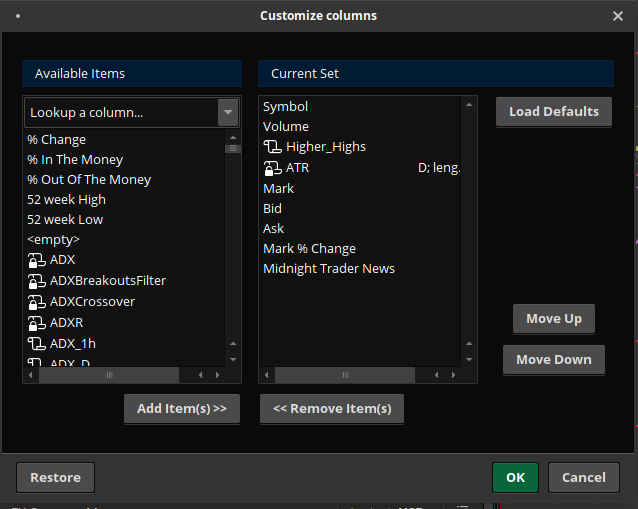 Customize columns
Available Items
Current Set
Lookup a column...
% Change
% In The Money
% Out Of The Money
52 week High
52 week Low
<empty>
ADX
ADXBreakoutsFilter
ADXCrossover
ADXR
ADX_1h
ADX_D
Symbol
Volume
Higher_Highs
ATR D; leng.
Mark
Bid
Ask
Mark % Change
Midnight Trader News
Load Defaults
Move Up
Move Down
Add Item(s) >>
<< Remove Item(s)
Restore
OK
Cancel